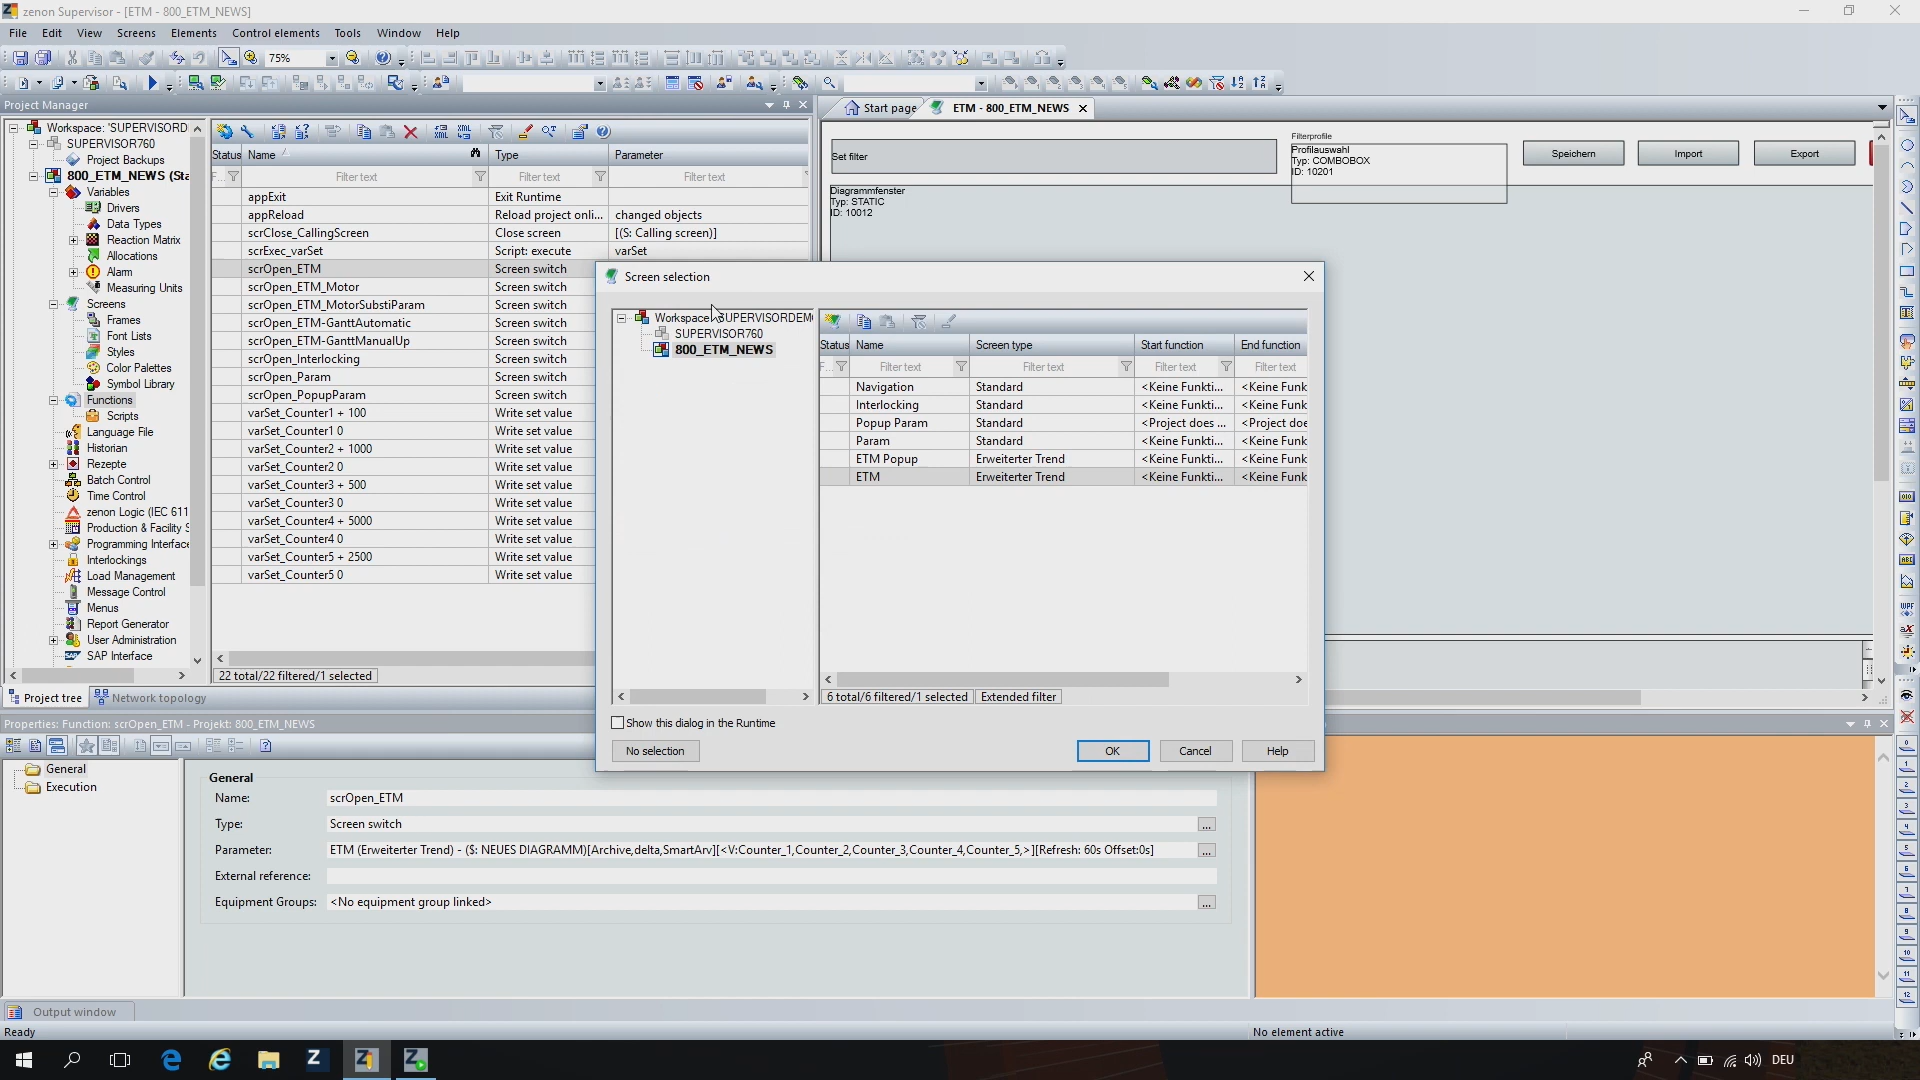 zenon Supervisor - [ETM - 800_ETM_NEWS]
File Edit View Screens Elements Control elements Tools Window Help
75%
Project Manager
Workspace: 'SUPERVISORD
SUPERVISOR760
Project Backups
800_ETM_NEWS (Sta
Variables
Drivers
Data Types
Reaction Matrix
Allocations
Alarm
Measuring Units
Screens
Frames
Font Lists
Styles
Color Palettes
Symbol Library
Functions
Scripts
Language File
Historian
Rezepte
Batch Control
Time Control
zenon Logic (IEC 611
Production & Facility S
Programming Interface
Interlockings
Load Management
Message Control
Menus
Report Generator
User Administration
SAP Interface
Project tree Network topology
Status Name Type Parameter
F... Filter text Filter text Filter text
appExit Exit Runtime
appReload Reload project onli... changed objects
scrClose_CallingScreen Close screen [(S: Calling screen)]
scrExec_varSet Script: execute varSet
scrOpen_ETM Screen switch
scrOpen_ETM_Motor Screen switch
scrOpen_ETM_MotorSubstiParam Screen switch
scrOpen_ETM-GanttAutomatic Screen switch
scrOpen_ETM-GanttManualUp Screen switch
scrOpen_Interlocking Screen switch
scrOpen_Param Screen switch
scrOpen_PopupParam Screen switch
varSet_Counter1 + 100 Write set value
varSet_Counter1 0 Write set value
varSet_Counter2 + 1000 Write set value
varSet_Counter2 0 Write set value
varSet_Counter3 + 500 Write set value
varSet_Counter3 0 Write set value
varSet_Counter4 + 5000 Write set value
varSet_Counter4 0 Write set value
varSet_Counter5 + 2500 Write set value
varSet_Counter5 0 Write set value
22 total/22 filtered/1 selected
Start page ETM - 800_ETM_NEWS
Set filter
Filterprofile
Profilauswahl
Typ: COMBOBOX
ID: 10201
Speichern Import Export
Diagrammfenster
Typ: STATIC
ID: 10012
Screen selection
Workspace: SUPERVISORDEM
SUPERVISOR760
800_ETM_NEWS
Status Name Screen type Start function End function
F... Filter text Filter text Filter text Filter text
Navigation Standard <Keine Funkti... <Keine Funk
Interlocking Standard <Keine Funkti... <Keine Funk
Popup Param Standard <Project does ... <Project doe
Param Standard <Keine Funkti... <Keine Funk
ETM Popup Erweiterter Trend <Keine Funkti... <Keine Funk
ETM Erweiterter Trend <Keine Funkti... <Keine Funk
6 total/6 filtered/1 selected Extended filter
Show this dialog in the Runtime
No selection OK Cancel Help
Properties: Function: scrOpen_ETM - Projekt: 800_ETM_NEWS
General
Execution
General
Name: scrOpen_ETM
Type: Screen switch ...
Parameter: ETM (Erweiterter Trend) - ($: NEUES DIAGRAMM)[Archive,delta,SmartArv][<V:Counter_1,Counter_2,Counter_3,Counter_4,Counter_5,>][Refresh: 60s Offset:0s] ...
External reference:
Equipment Groups: <No equipment group linked> ...
Output window
Ready
No element active
DEU